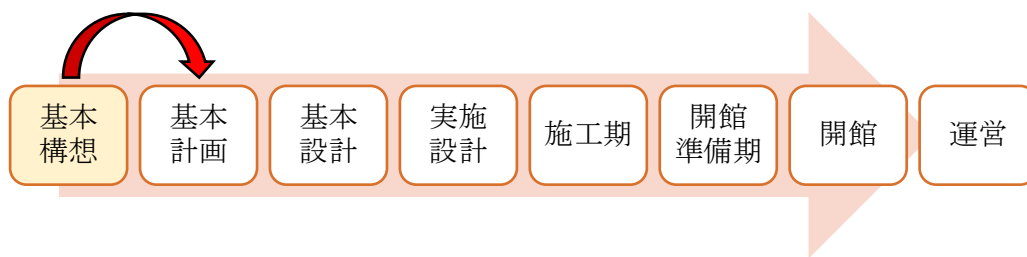 基本
構想
基本
計画
基本
設計
実施
設計
施工期
開館
準備期
開館
運営